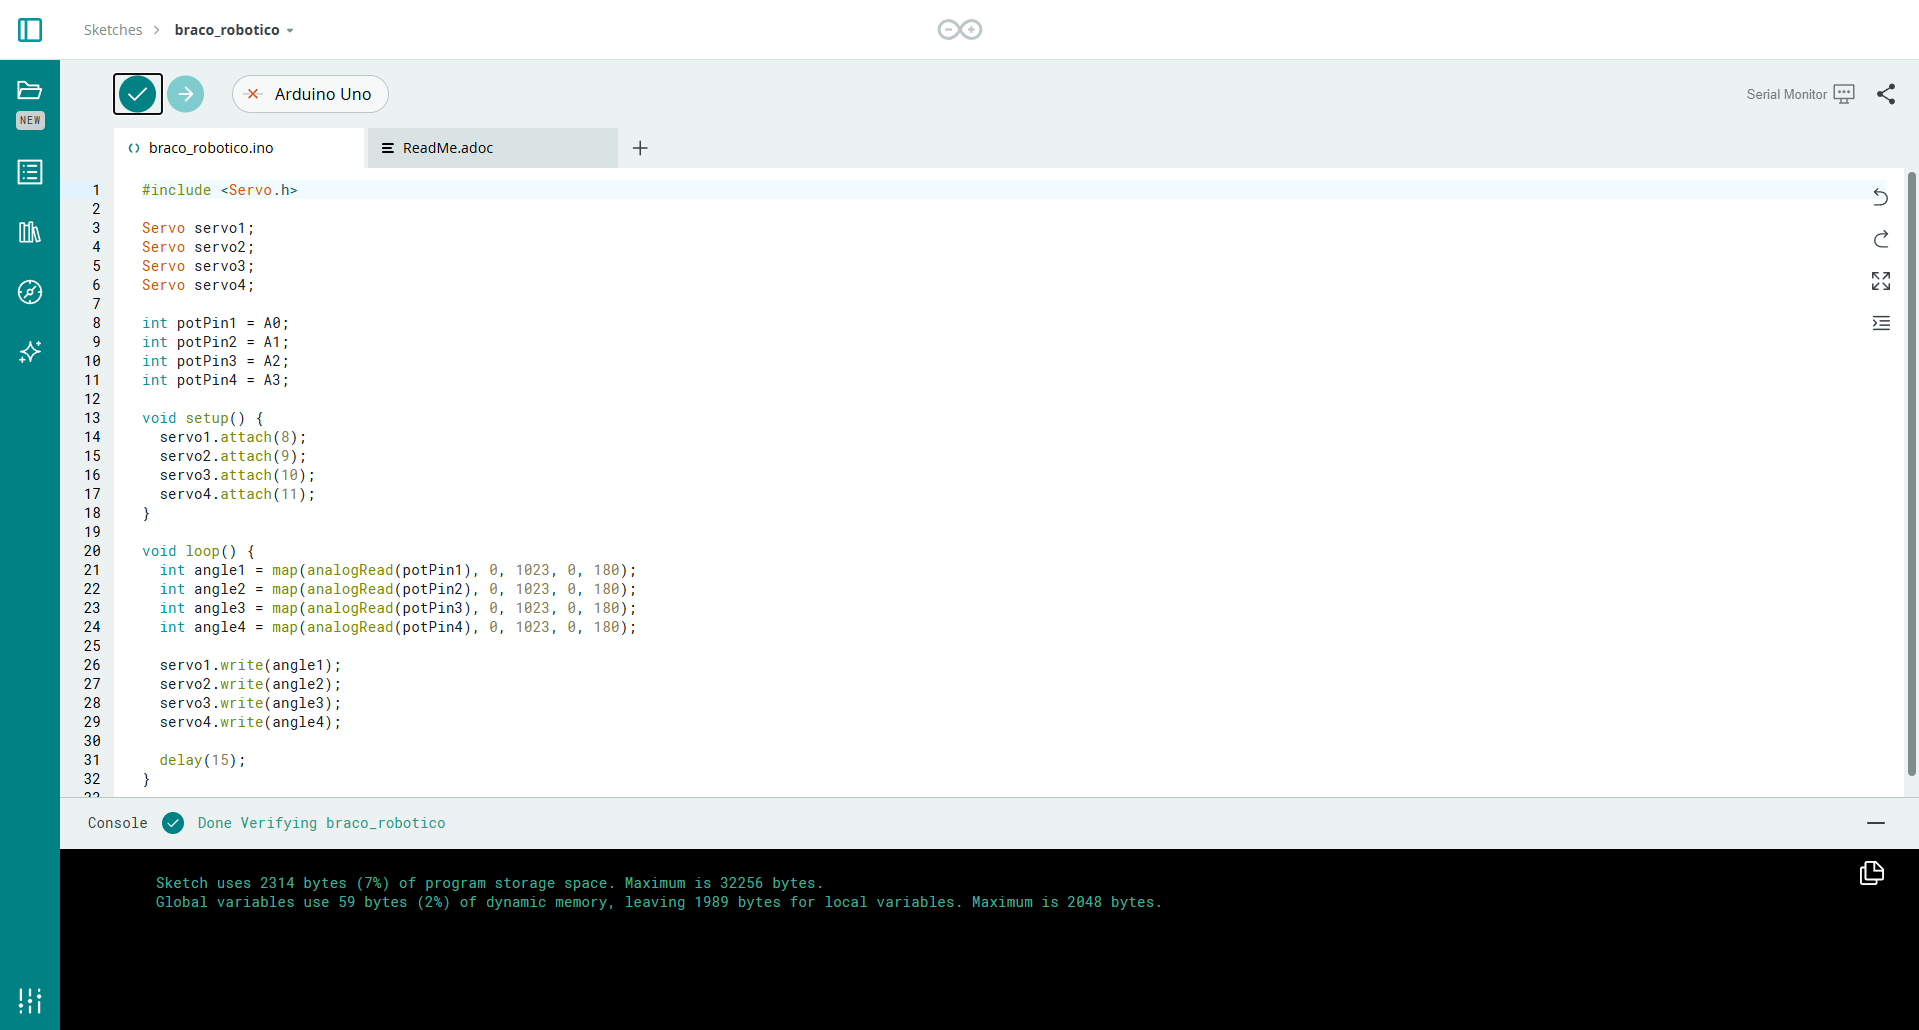 Sketches > braco_robotico
NEW
Arduino Uno
Serial Monitor
braco_robotico.ino
ReadMe.adoc
1 #include <Servo.h>
2
3 Servo servo1;
4 Servo servo2;
5 Servo servo3;
6 Servo servo4;
7
8 int potPin1 = A0;
9 int potPin2 = A1;
10 int potPin3 = A2;
11 int potPin4 = A3;
12
13 void setup() {
14   servo1.attach(8);
15   servo2.attach(9);
16   servo3.attach(10);
17   servo4.attach(11);
18 }
19
20 void loop() {
21   int angle1 = map(analogRead(potPin1), 0, 1023, 0, 180);
22   int angle2 = map(analogRead(potPin2), 0, 1023, 0, 180);
23   int angle3 = map(analogRead(potPin3), 0, 1023, 0, 180);
24   int angle4 = map(analogRead(potPin4), 0, 1023, 0, 180);
25
26   servo1.write(angle1);
27   servo2.write(angle2);
28   servo3.write(angle3);
29   servo4.write(angle4);
30
31   delay(15);
32 }
33
Console Done Verifying braco_robotico
Sketch uses 2314 bytes (7%) of program storage space. Maximum is 32256 bytes.
Global variables use 59 bytes (2%) of dynamic memory, leaving 1989 bytes for local variables. Maximum is 2048 bytes.